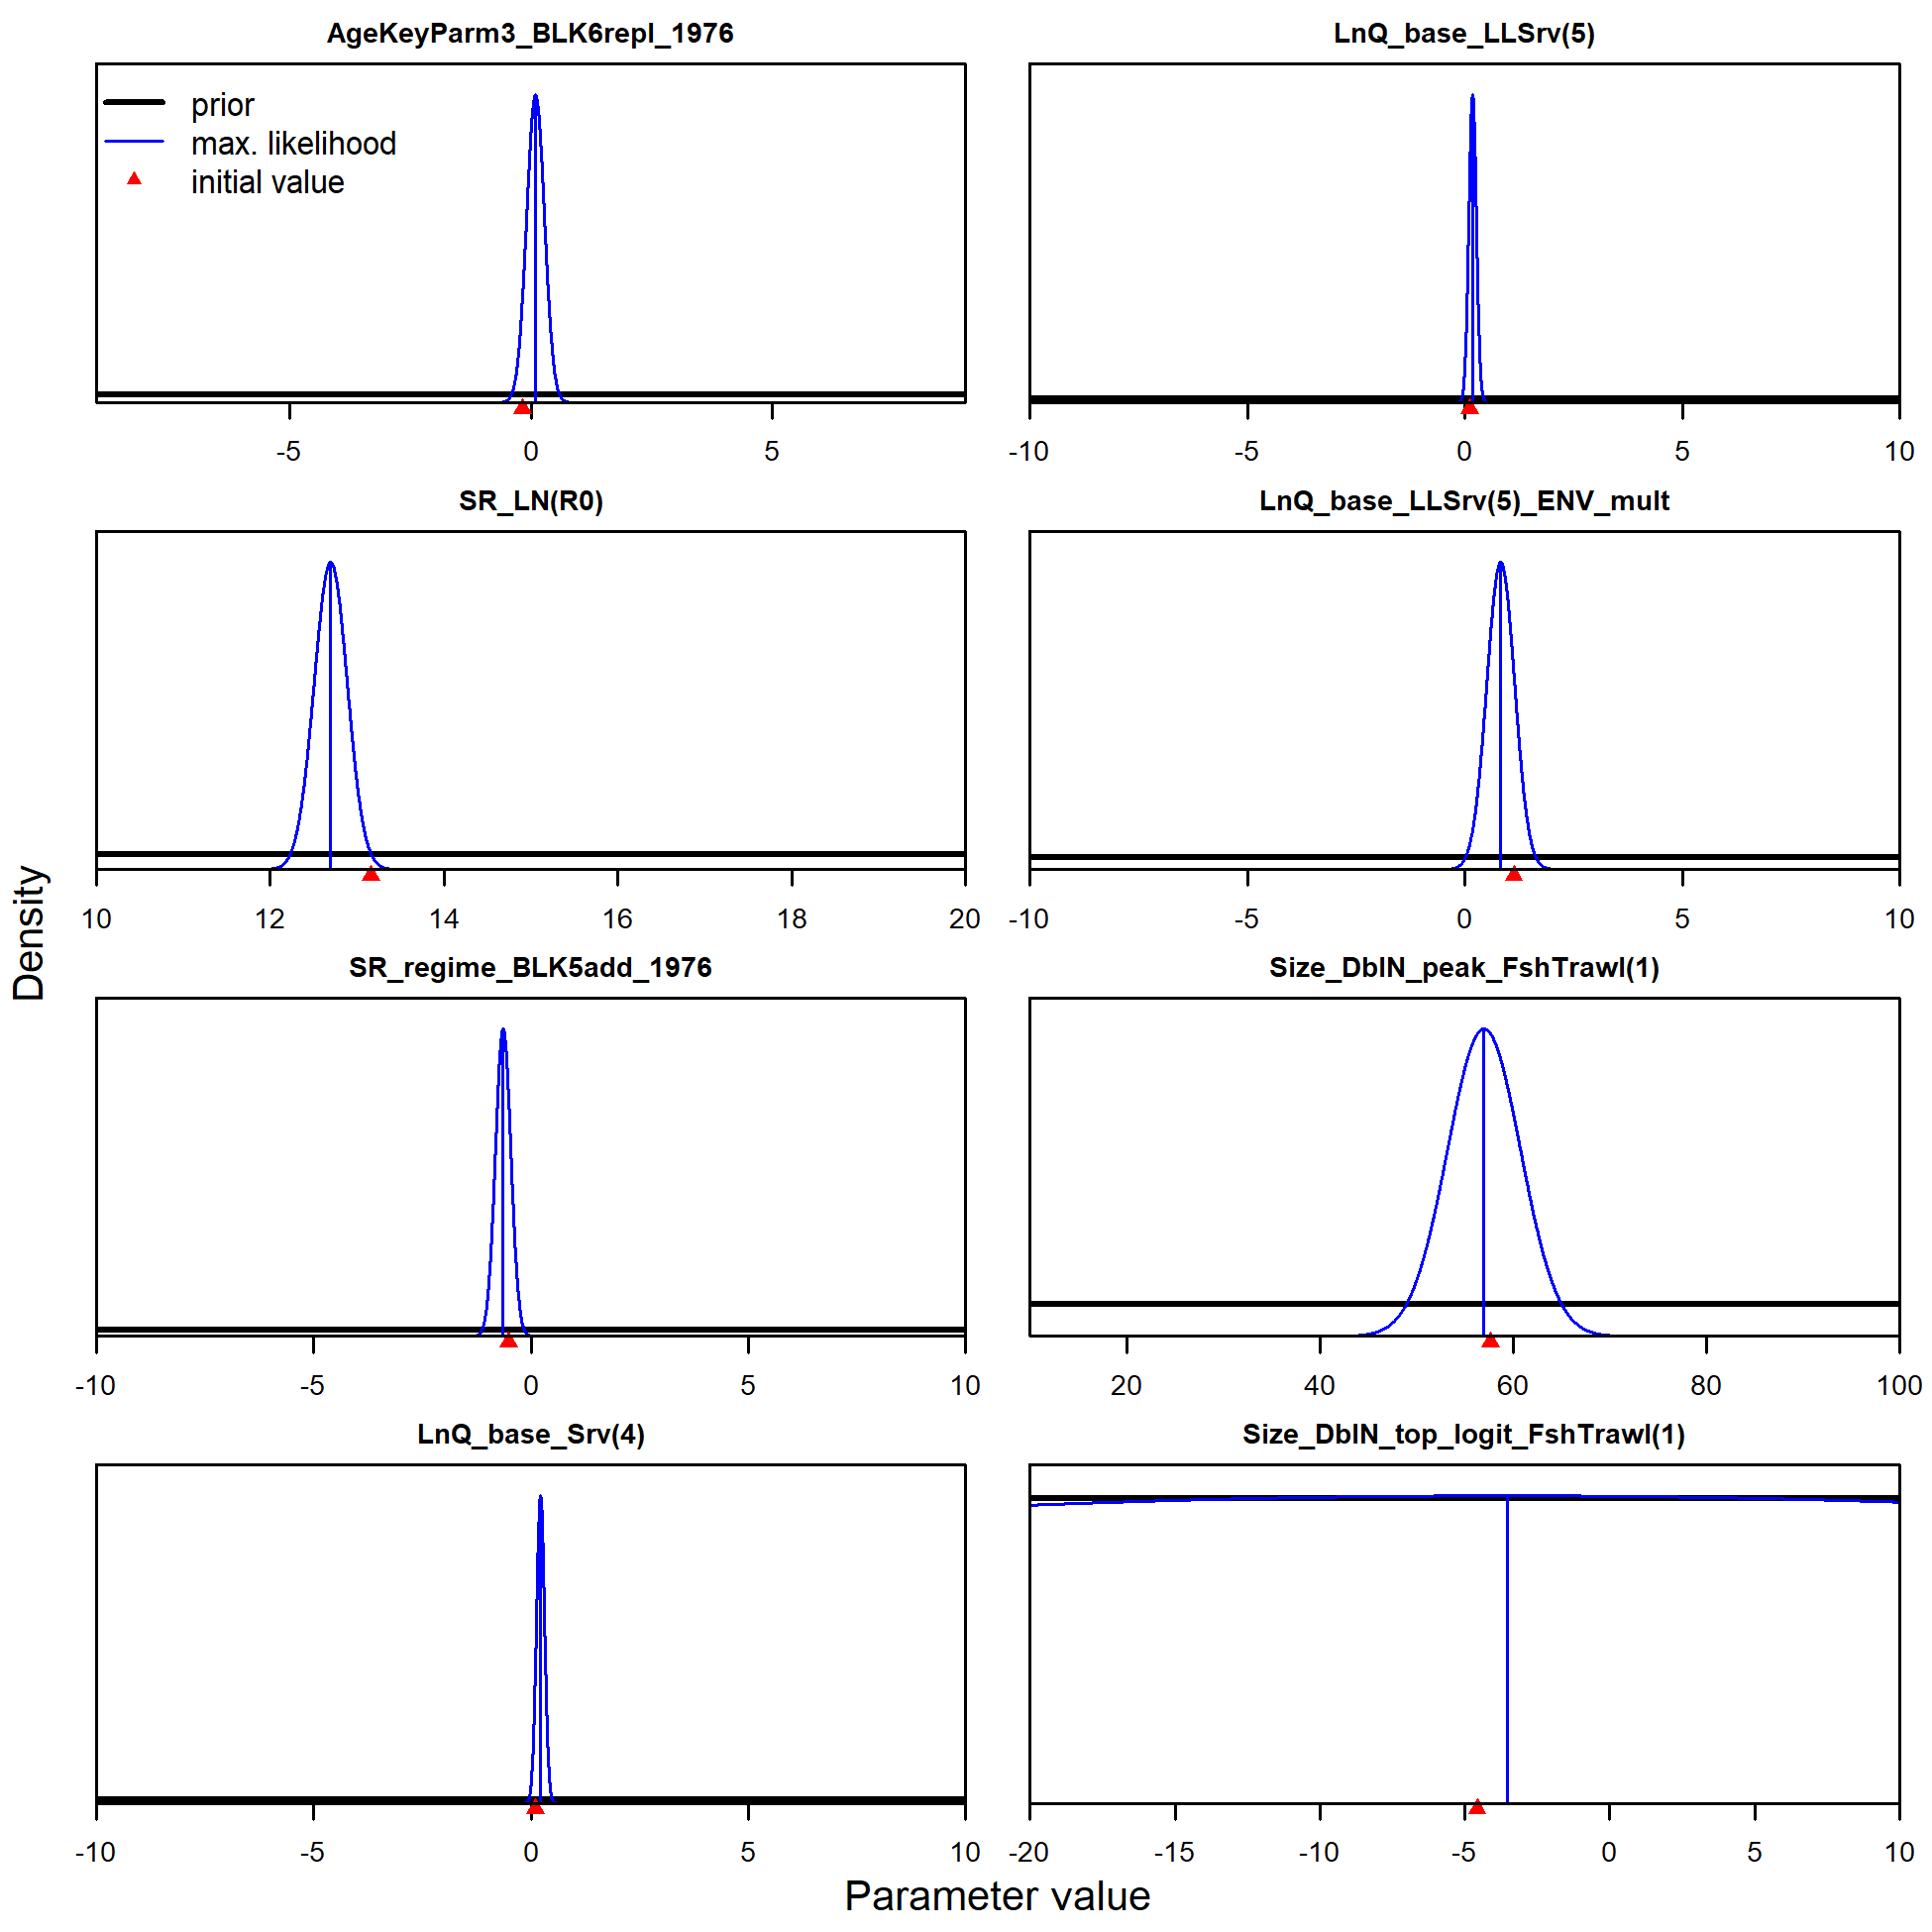 AgeKeyParm3_BLK6repl_1976
prior
max. likelihood
initial value
-5 0 5
LnQ_base_LLSrv(5)
-10 -5 0 5 10
SR_LN(R0)
10 12 14 16 18 20
LnQ_base_LLSrv(5)_ENV_mult
-10 -5 0 5 10
SR_regime_BLK5add_1976
-10 -5 0 5 10
Size_DblN_peak_FshTrawl(1)
20 40 60 80 100
LnQ_base_Srv(4)
-10 -5 0 5 10
Size_DblN_top_logit_FshTrawl(1)
-20 -15 -10 -5 0 5 10
Density
Parameter value